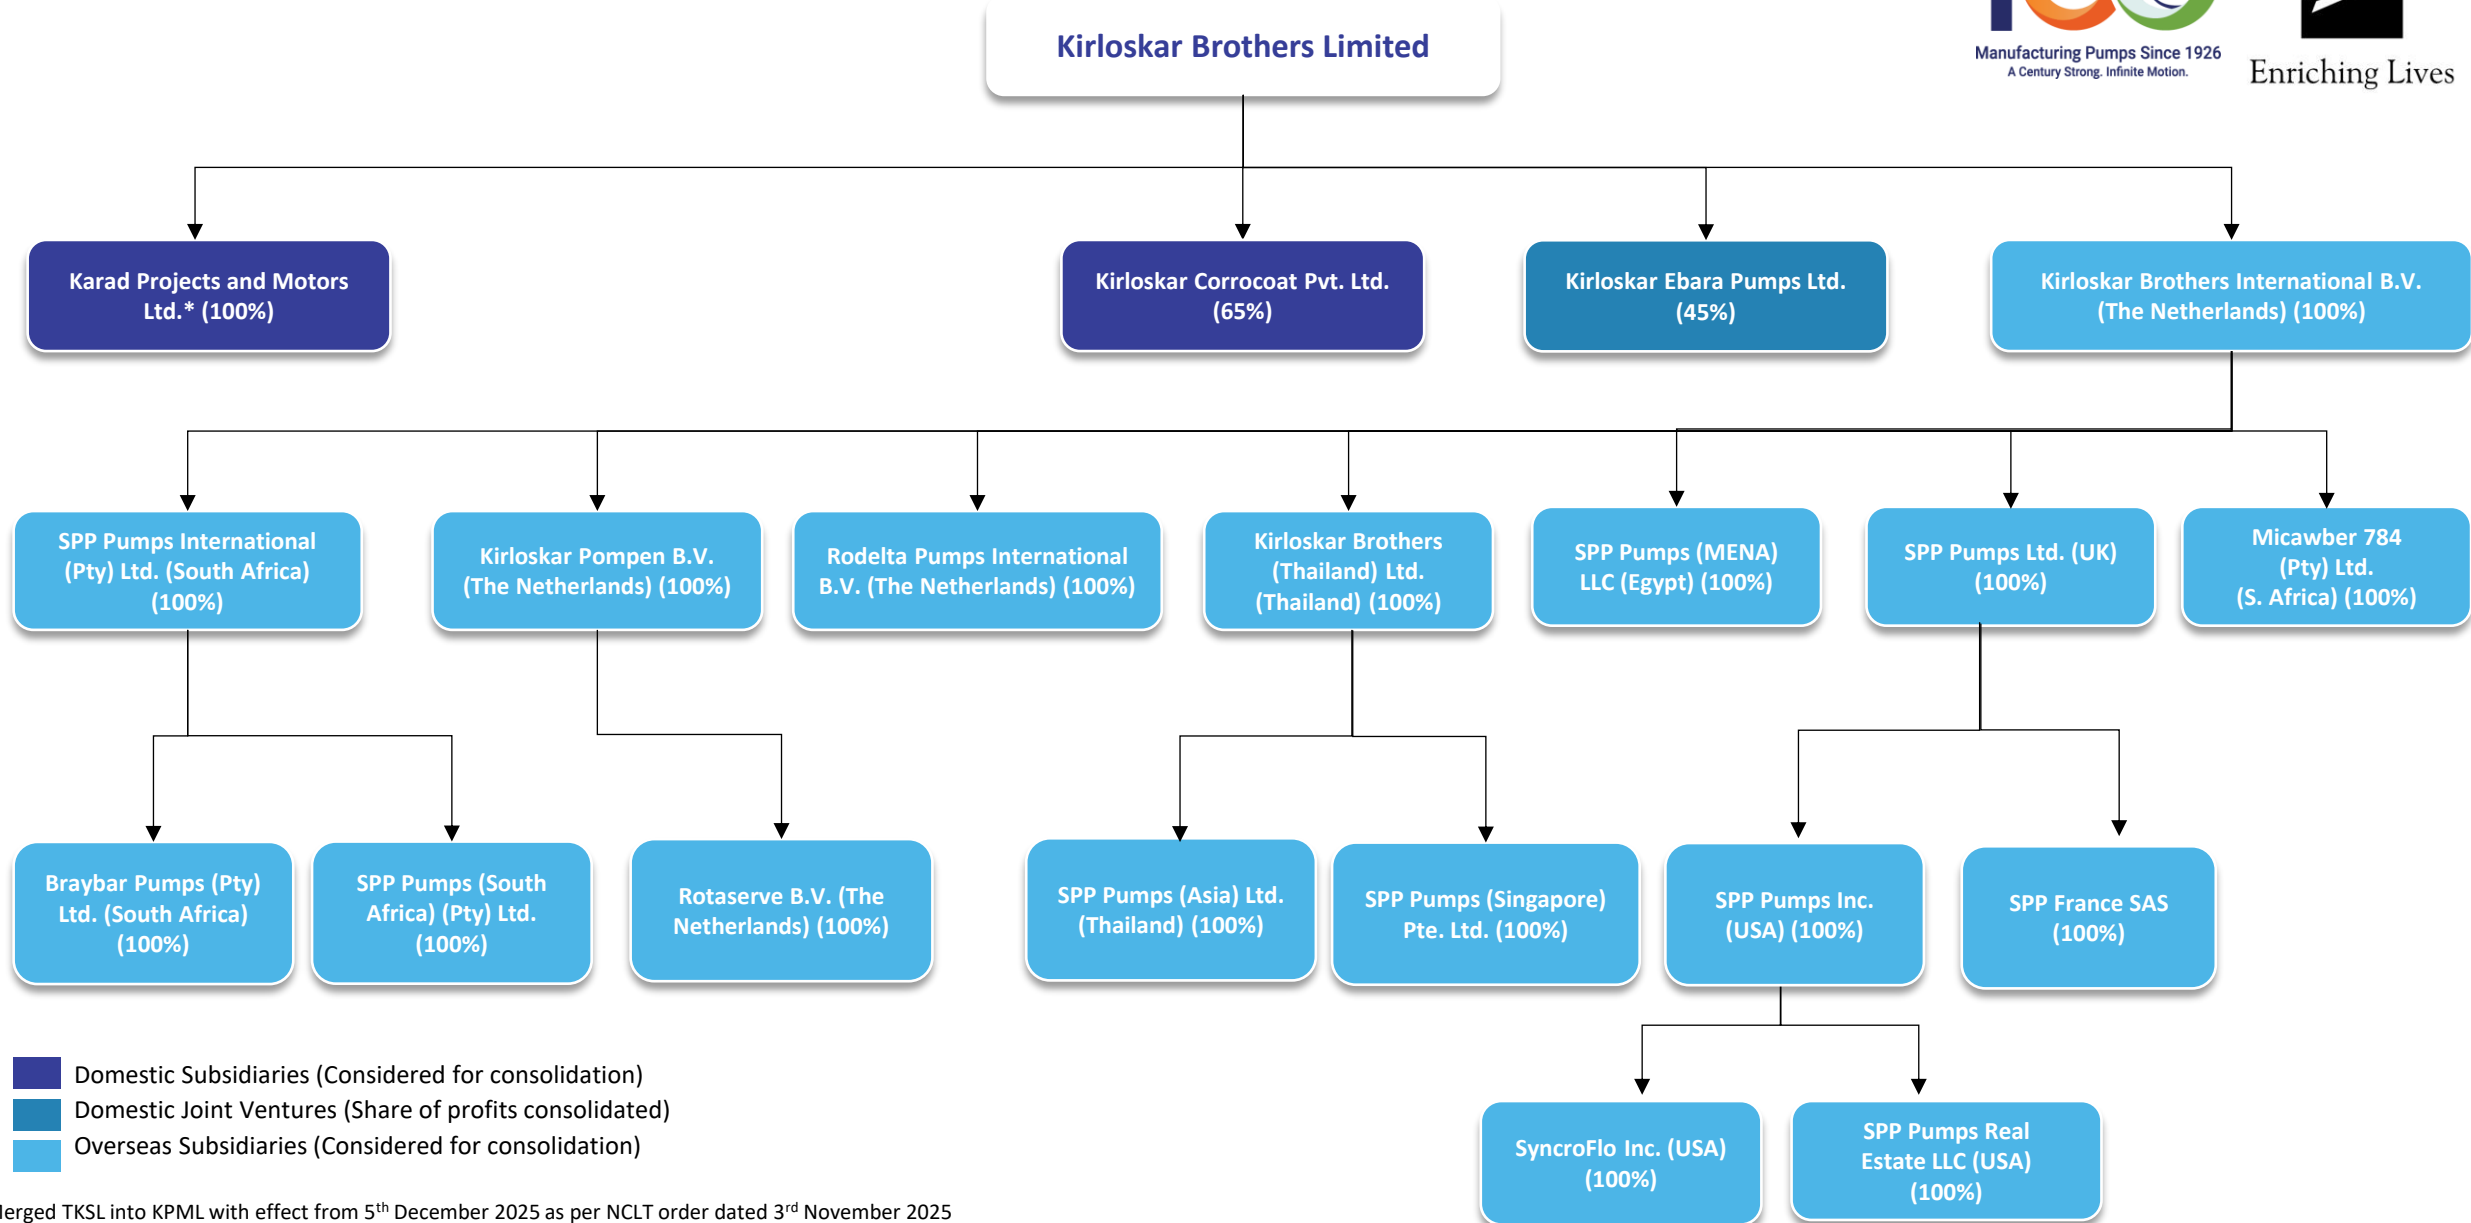 Kirloskar Brothers Limited
Manufacturing Pumps Since 1926
A Century Strong. Infinite Motion.
Enriching Lives
Karad Projects and Motors
Ltd.* (100%)
Kirloskar Corrocoat Pvt. Ltd.
(65%)
Kirloskar Ebara Pumps Ltd.
(45%)
Kirloskar Brothers International B.V.
(The Netherlands) (100%)
SPP Pumps International
(Pty) Ltd. (South Africa)
(100%)
Kirloskar Pompen B.V.
(The Netherlands) (100%)
Rodelta Pumps International
B.V. (The Netherlands) (100%)
Kirloskar Brothers
(Thailand) Ltd.
(Thailand) (100%)
SPP Pumps (MENA)
LLC (Egypt) (100%)
SPP Pumps Ltd. (UK)
(100%)
Micawber 784
(Pty) Ltd.
(S. Africa) (100%)
Braybar Pumps (Pty)
Ltd. (South Africa)
(100%)
SPP Pumps (South
Africa) (Pty) Ltd.
(100%)
Rotaserve B.V. (The
Netherlands) (100%)
SPP Pumps (Asia) Ltd.
(Thailand) (100%)
SPP Pumps (Singapore)
Pte. Ltd. (100%)
SPP Pumps Inc.
(USA) (100%)
SPP France SAS
(100%)
SyncroFlo Inc. (USA)
(100%)
SPP Pumps Real
Estate LLC (USA)
(100%)
Domestic Subsidiaries (Considered for consolidation)
Domestic Joint Ventures (Share of profits consolidated)
Overseas Subsidiaries (Considered for consolidation)
Merged TKSL into KPML with effect from 5th December 2025 as per NCLT order dated 3rd November 2025